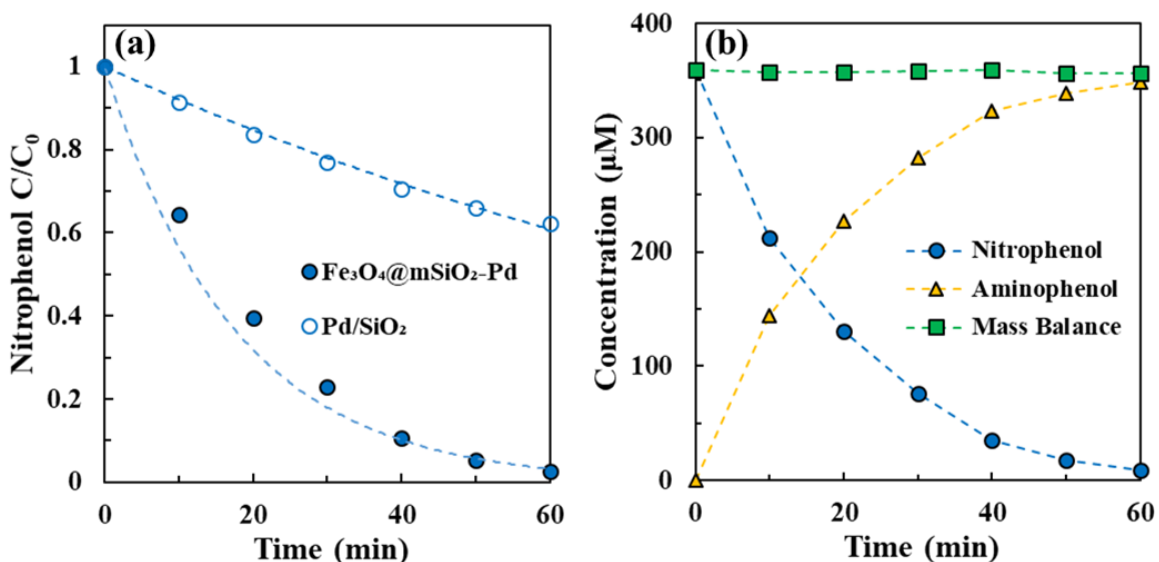 (a)
Nitrophenol C/C₀
1
0.8
0.6
0.4
0.2
0
Fe₃O₄@mSiO₂-Pd
Pd/SiO₂
0
20
40
60
Time (min)
(b)
Concentration (μM)
400
300
200
100
0
Nitrophenol
Aminophenol
Mass Balance
0
20
40
60
Time (min)